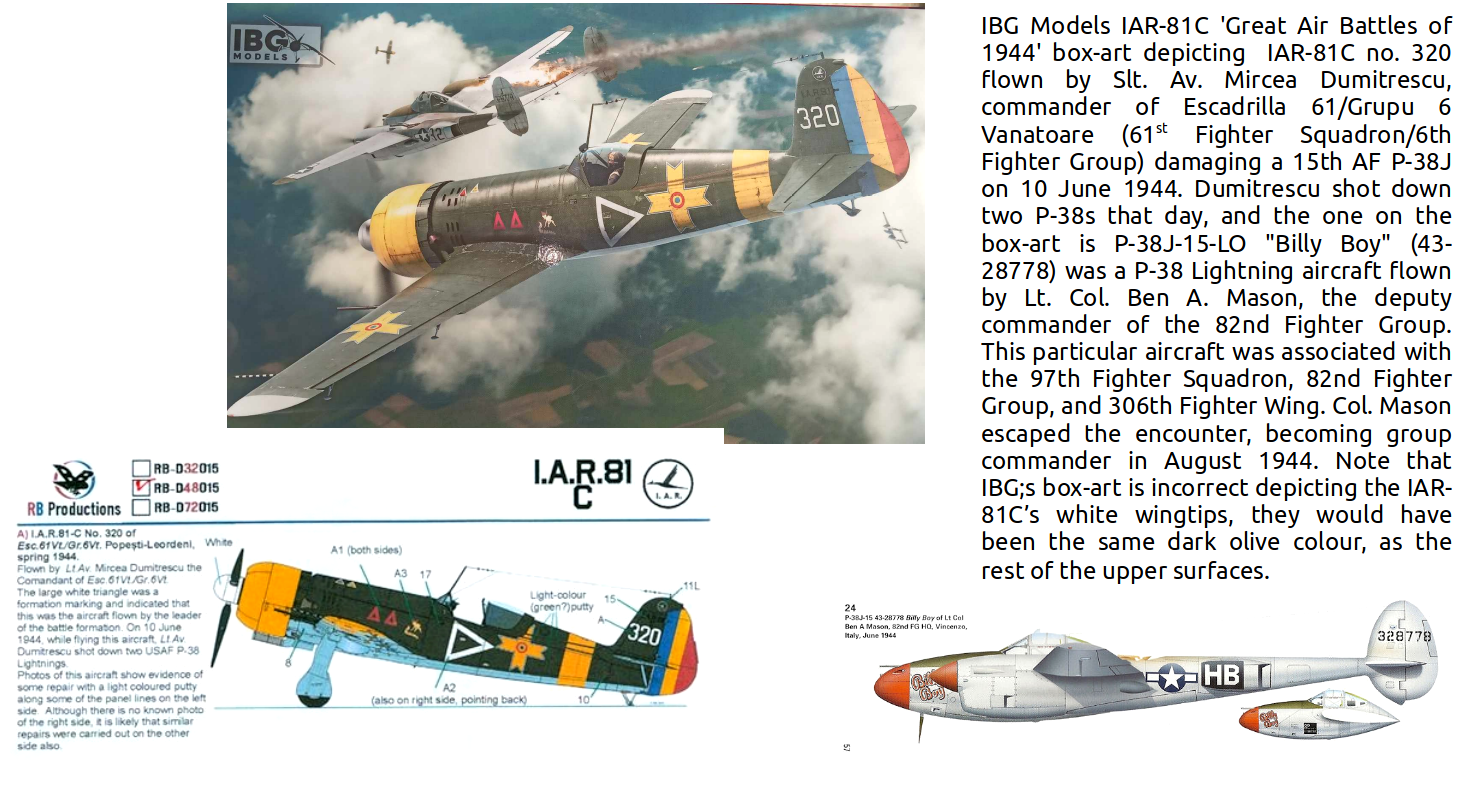 IBG
MODELS
I.A.R.81
320
IBG Models IAR-81C 'Great Air Battles of
1944' box-art depicting IAR-81C no. 320
flown by Slt. Av. Mircea Dumitrescu,
commander of Escadrilla 61/Grupu 6
Vanatoare (61st Fighter Squadron/6th
Fighter Group) damaging a 15th AF P-38J
on 10 June 1944. Dumitrescu shot down
two P-38s that day, and the one on the
box-art is P-38J-15-LO "Billy Boy" (43-
28778) was a P-38 Lightning aircraft flown
by Lt. Col. Ben A. Mason, the deputy
commander of the 82nd Fighter Group.
This particular aircraft was associated with
the 97th Fighter Squadron, 82nd Fighter
Group, and 306th Fighter Wing. Col. Mason
escaped the encounter, becoming group
commander in August 1944. Note that
IBG;s box-art is incorrect depicting the IAR-
81C’s white wingtips, they would have
been the same dark olive colour, as the
rest of the upper surfaces.
RB Productions
RB-D32015
RB-D48015
RB-D72015
I.A.R.81
C
I. A. R.
A) I.A.R.81-C No. 320 of
Esc.61Vt./Gr.6Vt. Popești-Leordeni,
spring 1944.
Flown by Lt.Av. Mircea Dumitrescu the
Comandant of Esc.61Vt./Gr.6Vt.
The large white triangle was a
formation marking and indicated that
this was the aircraft flown by the leader
of the battle formation. On 10 June
1944, while flying this aircraft, Lt.Av.
Dumitrescu shot down two USAF P-38
Lightnings.
Photos of this aircraft show evidence of
some repair with a light coloured putty
along some of the panel lines on the left
side. Although there is no known photo
of the right side, it is likely that similar
repairs were carried out on the other
side also.
White
A1 (both sides)
A3
17
Light-colour
(green?)putty
15
11L
A
320
8
A2
(also on right side, pointing back)
10
24
P-38J-15 43-28778 Billy Boy of Lt Col
Ben A Mason, 82nd FG HQ, Vincenzo,
Italy, June 1944
Billy
Boy
HB
328778
Billy
Boy
57